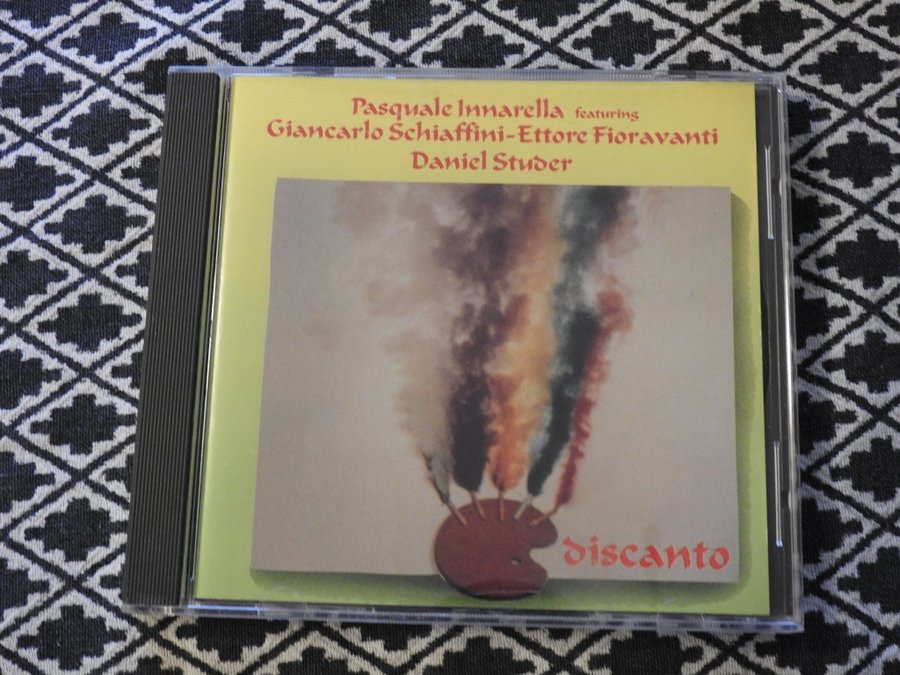 Pasquale Innarella featuring
Giancarlo Schiaffini-Ettore Fioravanti
Daniel Studer
discanto